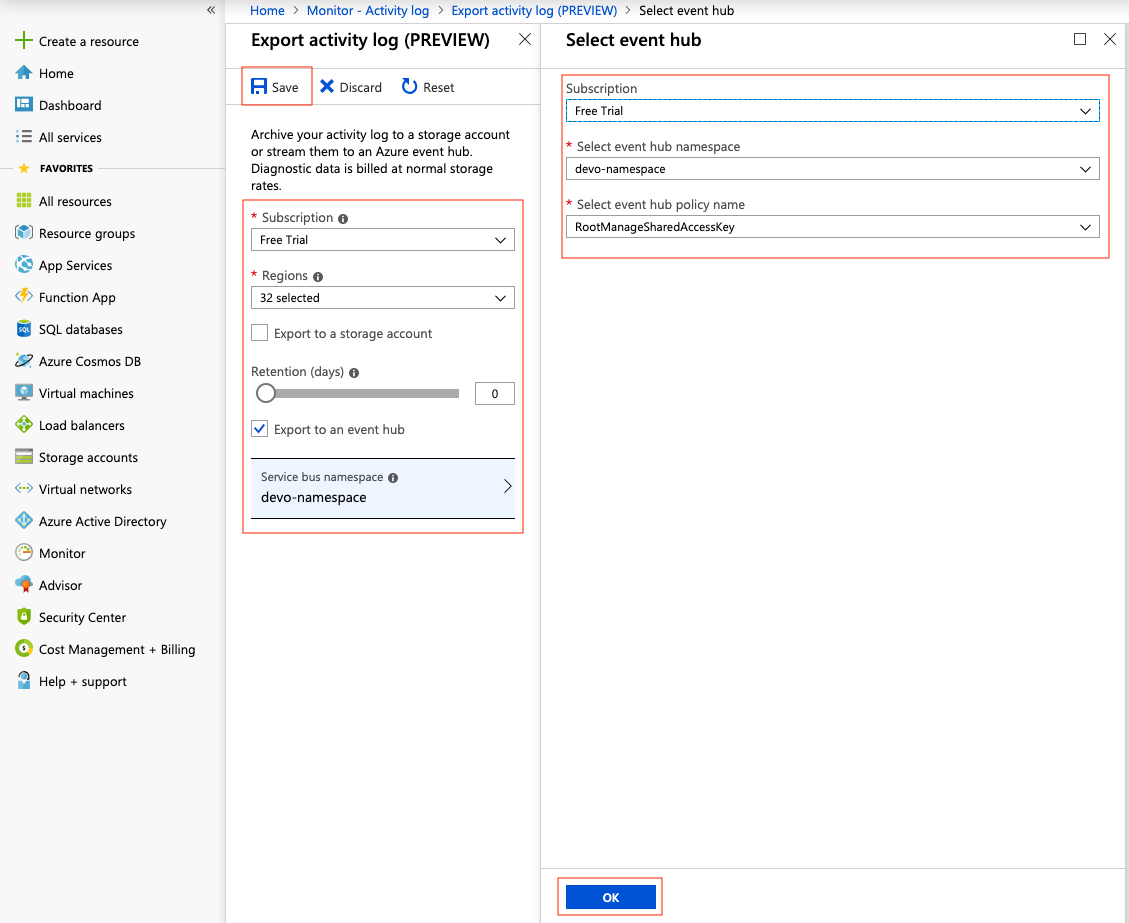 Home > Monitor - Activity log > Export activity log (PREVIEW) > Select event hub
«
Create a resource
Home
Dashboard
All services
FAVORITES
All resources
Resource groups
App Services
Function App
SQL databases
Azure Cosmos DB
Virtual machines
Load balancers
Storage accounts
Virtual networks
Azure Active Directory
Monitor
Advisor
Security Center
Cost Management + Billing
Help + support
Export activity log (PREVIEW)
Save Discard Reset
Archive your activity log to a storage account
or stream them to an Azure event hub.
Diagnostic data is billed at normal storage
rates.
* Subscription
Free Trial
* Regions
32 selected
Export to a storage account
Retention (days)
0
Export to an event hub
Service bus namespace
devo-namespace
Select event hub
Subscription
Free Trial
* Select event hub namespace
devo-namespace
* Select event hub policy name
RootManageSharedAccessKey
OK